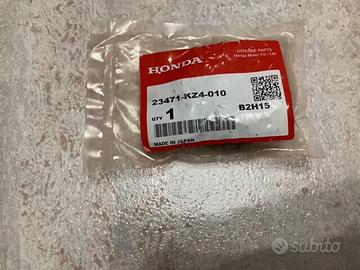 GENUINE PARTS
Honda Motor Co., Ltd.
HONDA
23471-KZ4-010
QTY
1
B2H15
MADE IN JAPAN
subito